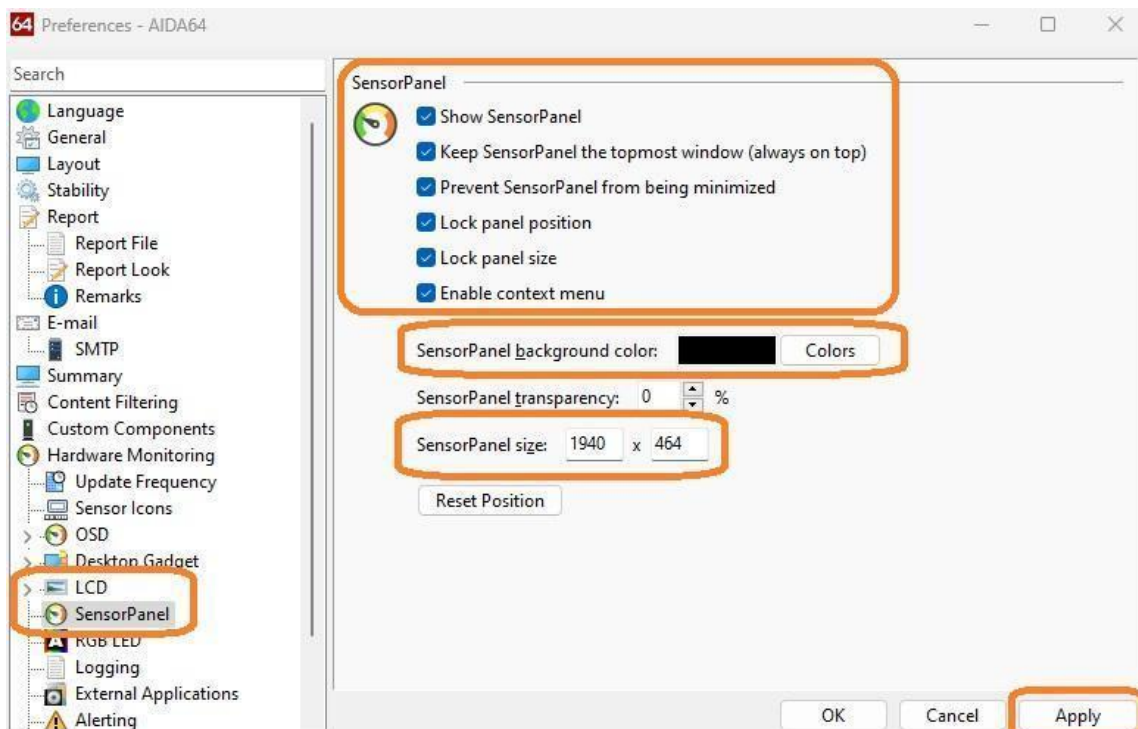 64 Preferences - AIDA64
Search
Language
General
Layout
Stability
Report
Report File
Report Look
Remarks
E-mail
SMTP
Summary
Content Filtering
Custom Components
Hardware Monitoring
Update Frequency
Sensor Icons
OSD
Desktop Gadget
LCD
SensorPanel
RGB LED
Logging
External Applications
Alerting
SensorPanel
Show SensorPanel
Keep SensorPanel the topmost window (always on top)
Prevent SensorPanel from being minimized
Lock panel position
Lock panel size
Enable context menu
SensorPanel background color: Colors
SensorPanel transparency: 0 %
SensorPanel size: 1940 x 464
Reset Position
OK Cancel Apply